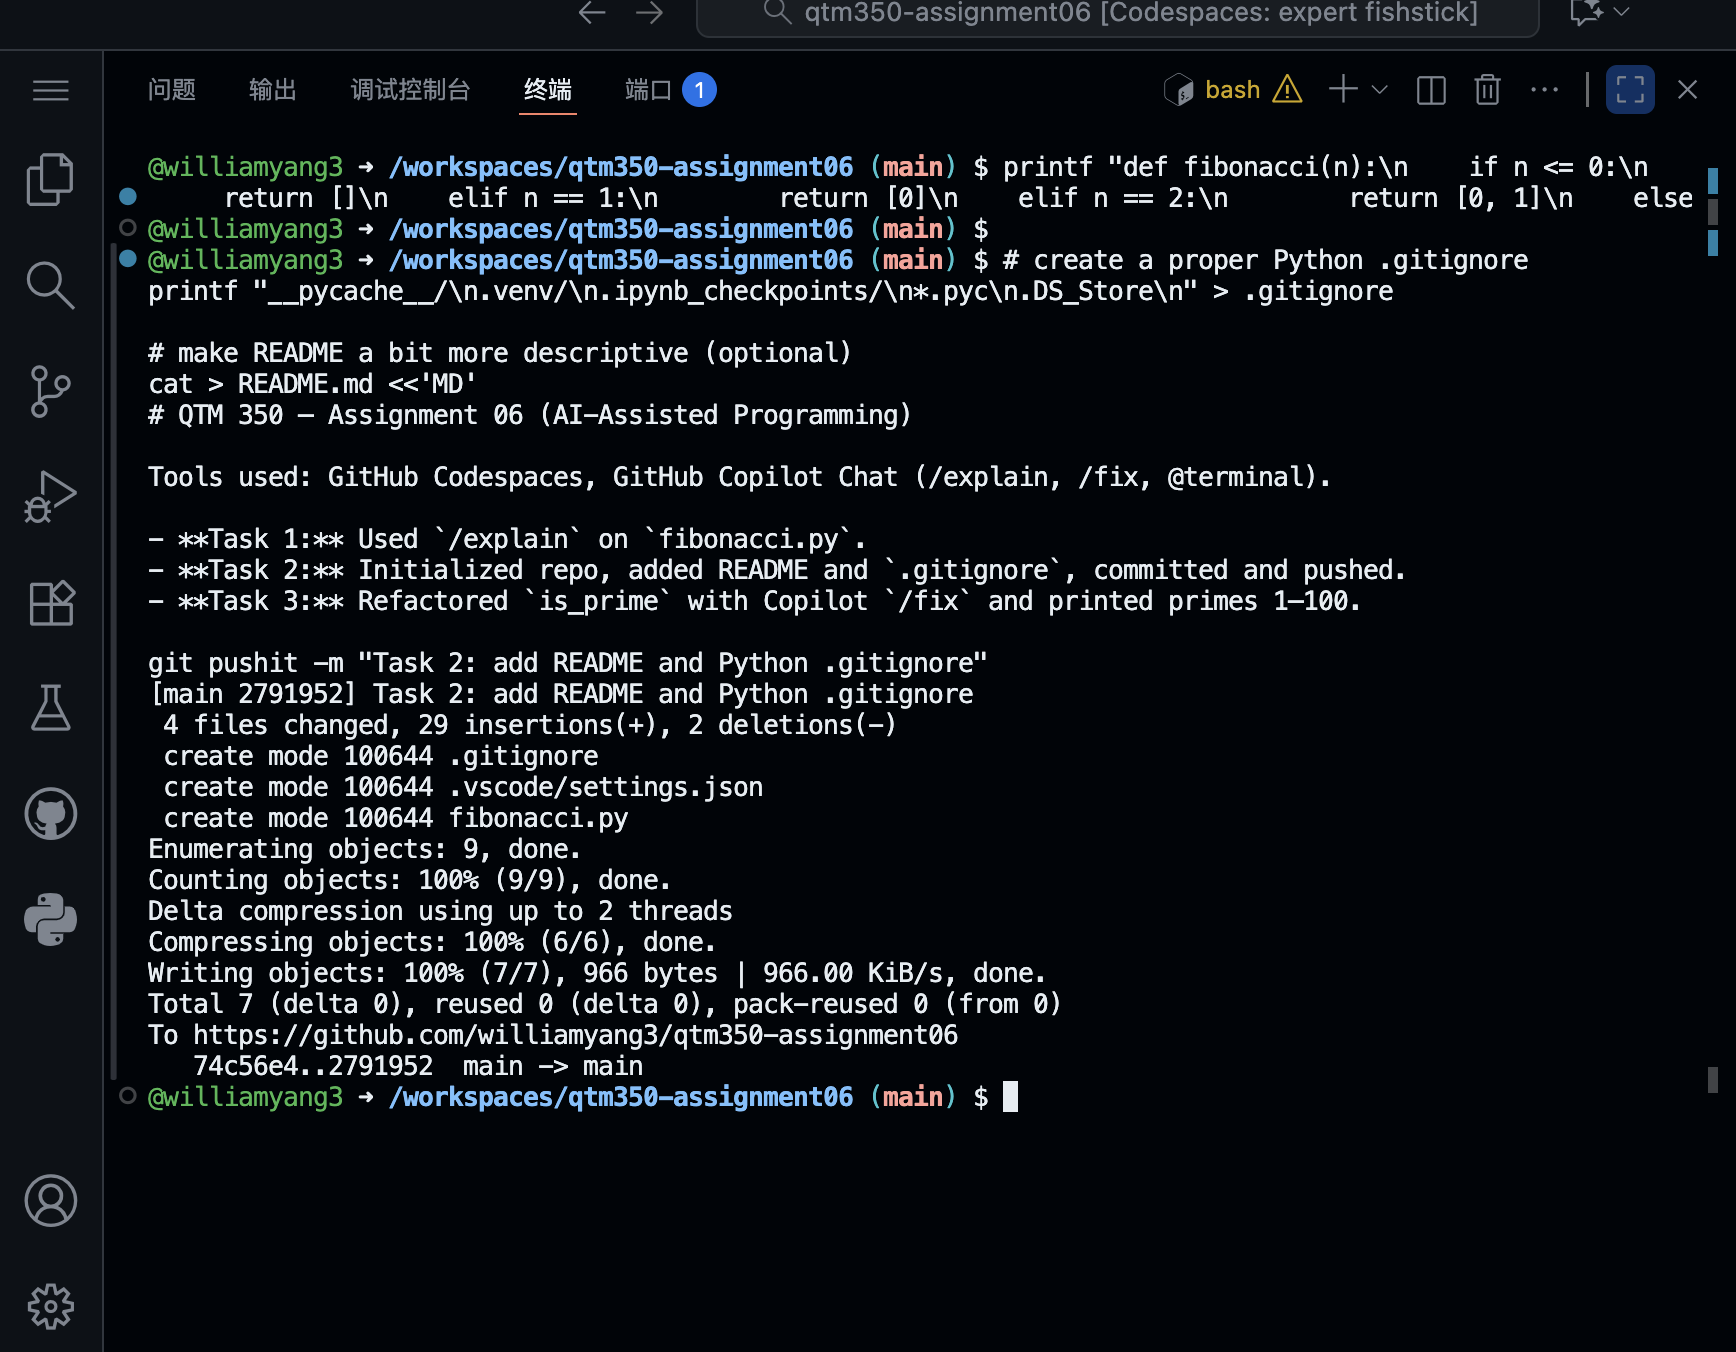 qtm350-assignment06 [Codespaces: expert fishstick]
问题 输出 调试控制台 终端 端口 1 bash
@williamyang3 ➜ /workspaces/qtm350-assignment06 (main) $ printf "def fibonacci(n):\n    if n <= 0:\n
     return []\n    elif n == 1:\n        return [0]\n    elif n == 2:\n        return [0, 1]\n    else
@williamyang3 ➜ /workspaces/qtm350-assignment06 (main) $
@williamyang3 ➜ /workspaces/qtm350-assignment06 (main) $ # create a proper Python .gitignore
printf "__pycache__/\n.venv/\n.ipynb_checkpoints/\n*.pyc\n.DS_Store\n" > .gitignore
# make README a bit more descriptive (optional)
cat > README.md <<'MD'
# QTM 350 – Assignment 06 (AI-Assisted Programming)
Tools used: GitHub Codespaces, GitHub Copilot Chat (/explain, /fix, @terminal).
- **Task 1:** Used `/explain` on `fibonacci.py`.
- **Task 2:** Initialized repo, added README and `.gitignore`, committed and pushed.
- **Task 3:** Refactored `is_prime` with Copilot `/fix` and printed primes 1–100.
git pushit -m "Task 2: add README and Python .gitignore"
[main 2791952] Task 2: add README and Python .gitignore
 4 files changed, 29 insertions(+), 2 deletions(-)
 create mode 100644 .gitignore
 create mode 100644 .vscode/settings.json
 create mode 100644 fibonacci.py
Enumerating objects: 9, done.
Counting objects: 100% (9/9), done.
Delta compression using up to 2 threads
Compressing objects: 100% (6/6), done.
Writing objects: 100% (7/7), 966 bytes | 966.00 KiB/s, done.
Total 7 (delta 0), reused 0 (delta 0), pack-reused 0 (from 0)
To https://github.com/williamyang3/qtm350-assignment06
   74c56e4..2791952  main -> main
@williamyang3 ➜ /workspaces/qtm350-assignment06 (main) $